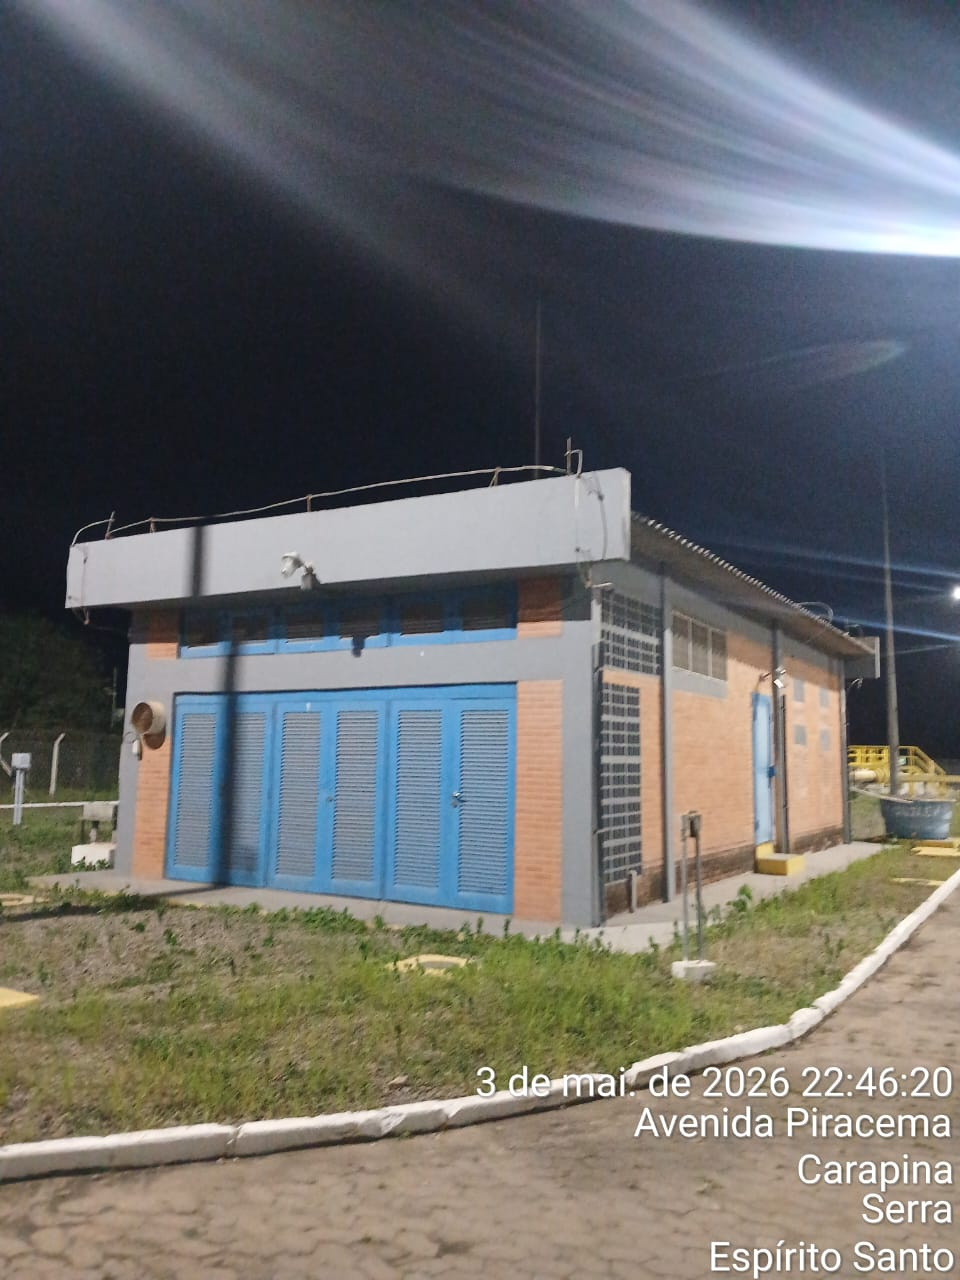 3 de mai. de 2026 22:46:20
Avenida Piracema
Carapina
Serra
Espírito Santo